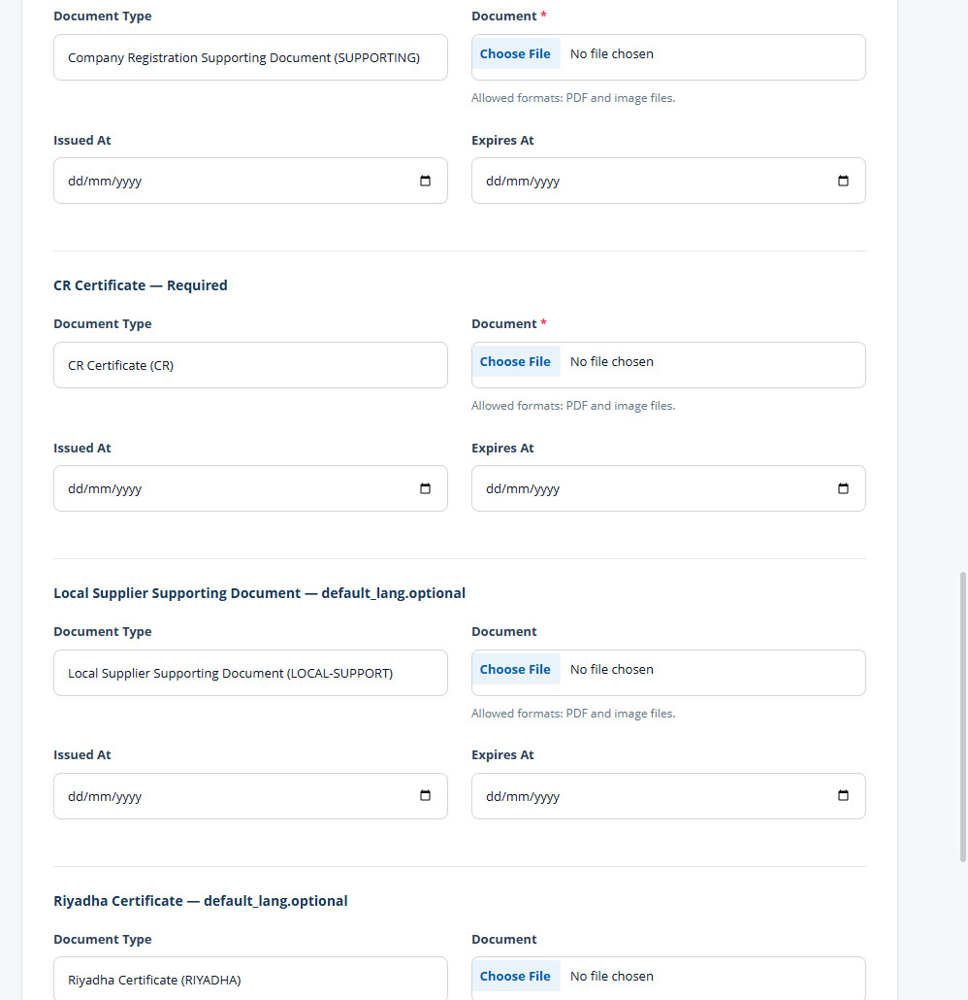 Document Type
Document *
Company Registration Supporting Document (SUPPORTING)
Choose File No file chosen
Allowed formats: PDF and image files.
Issued At
Expires At
dd/mm/yyyy
dd/mm/yyyy
CR Certificate — Required
Document Type
Document *
CR Certificate (CR)
Choose File No file chosen
Allowed formats: PDF and image files.
Issued At
Expires At
dd/mm/yyyy
dd/mm/yyyy
Local Supplier Supporting Document — default_lang.optional
Document Type
Document
Local Supplier Supporting Document (LOCAL-SUPPORT)
Choose File No file chosen
Allowed formats: PDF and image files.
Issued At
Expires At
dd/mm/yyyy
dd/mm/yyyy
Riyadha Certificate — default_lang.optional
Document Type
Document
Riyadha Certificate (RIYADHA)
Choose File No file chosen